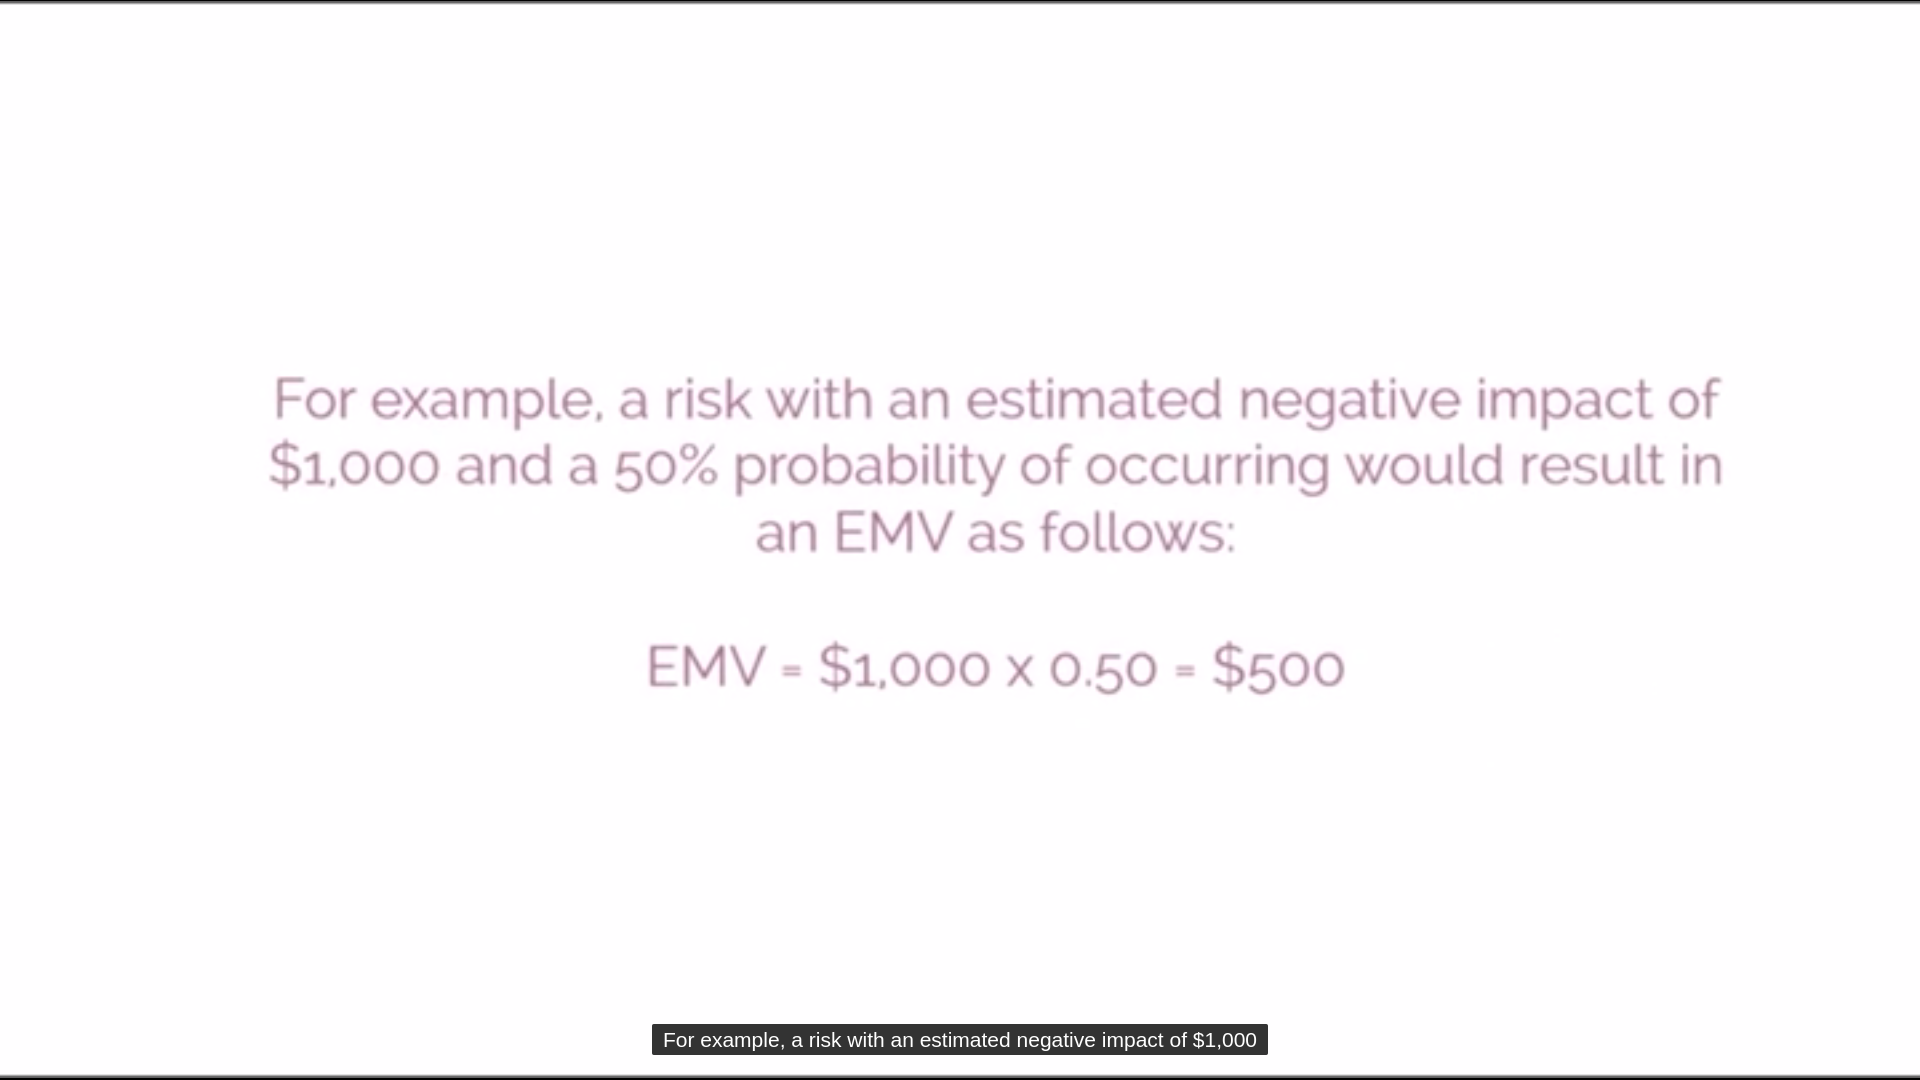 For example, a risk with an estimated negative impact of
$1,000 and a 50% probability of occurring would result in
an EMV as follows:
EMV = $1,000 x 0.50 = $500
For example, a risk with an estimated negative impact of $1,000